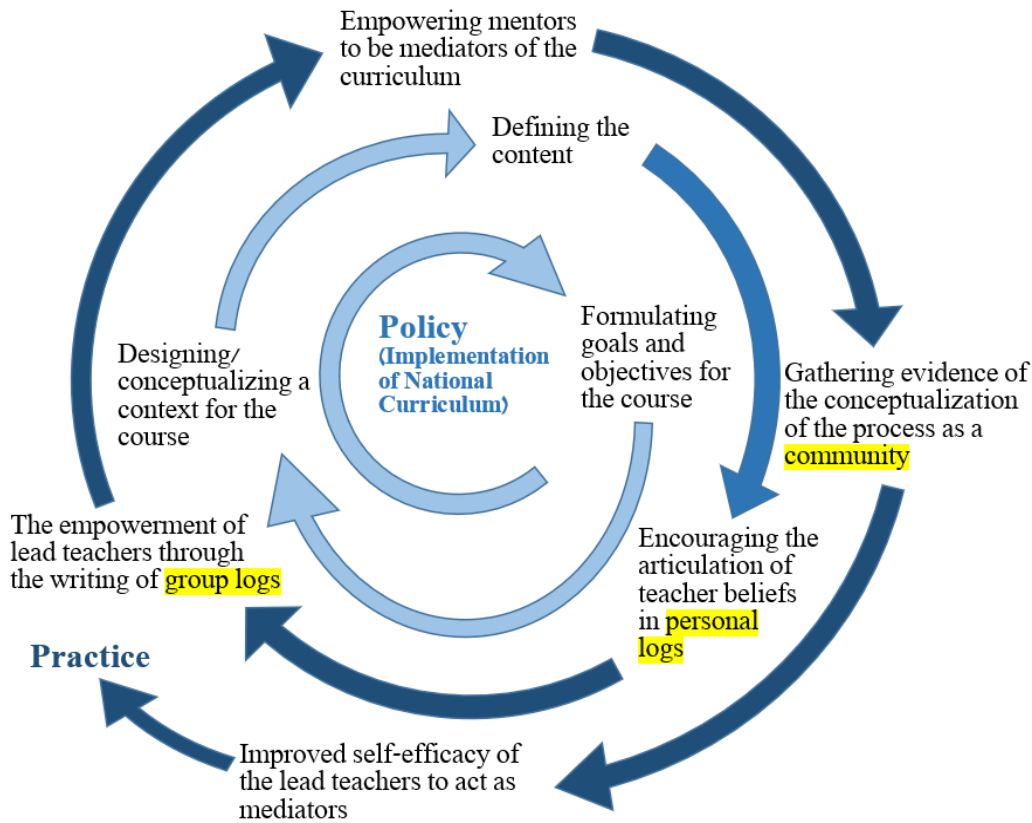 Empowering mentors
to be mediators of the
curriculum
Defining the
content
Policy
(Implementation
of National
Curriculum)
Formulating
goals and
objectives for
the course
Designing/
conceptualizing a
context for the
course
Gathering evidence of
the conceptualization
of the process as a
community
The empowerment of
lead teachers through
the writing of group logs
Encouraging the
articulation of
teacher beliefs
in personal
logs
Practice
Improved self-efficacy of
the lead teachers to act as
mediators